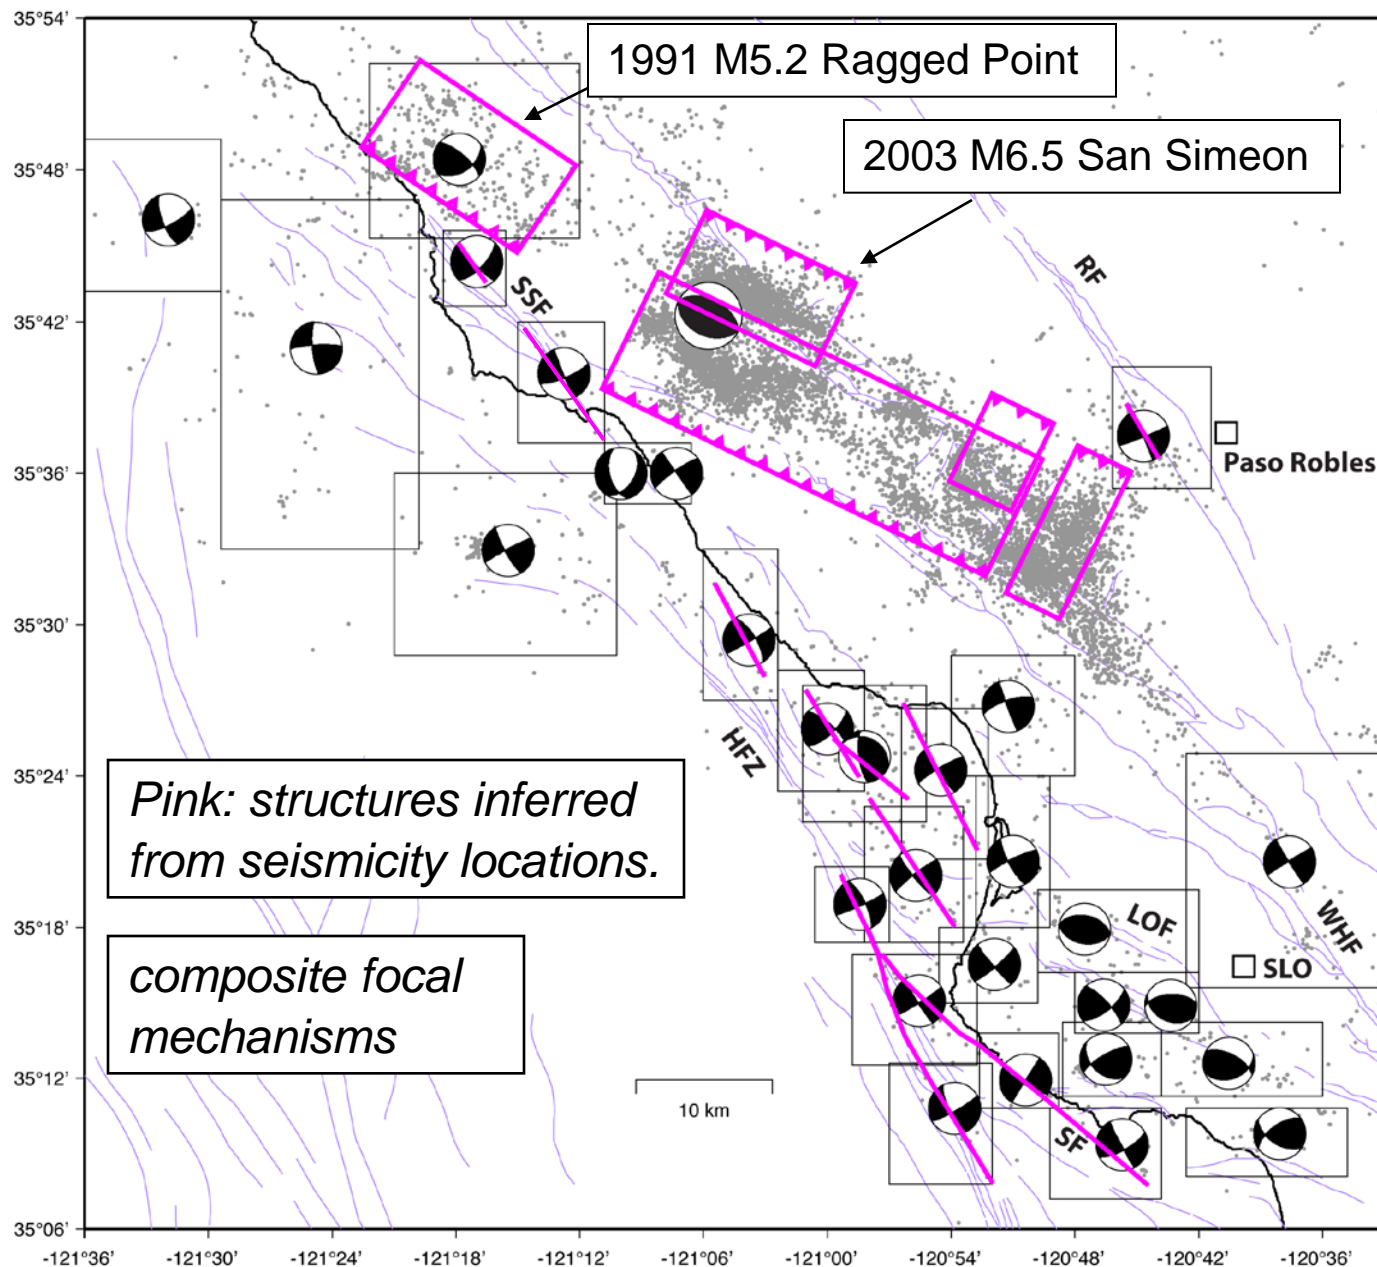 35°54'
1991 M5.2 Ragged Point
2003 M6.5 San Simeon
35°48'
35°42'
35°36'
35°30'
35°24'
35°18'
35°12'
35°06'
SSF
RF
Paso Robles
HFZ
Pink: structures inferred
from seismicity locations.
composite focal
mechanisms
LOF
WHF
SLO
10 km
SF
-121°36'
-121°30'
-121°24'
-121°18'
-121°12'
-121°06'
-121°00'
-120°54'
-120°48'
-120°42'
-120°36'